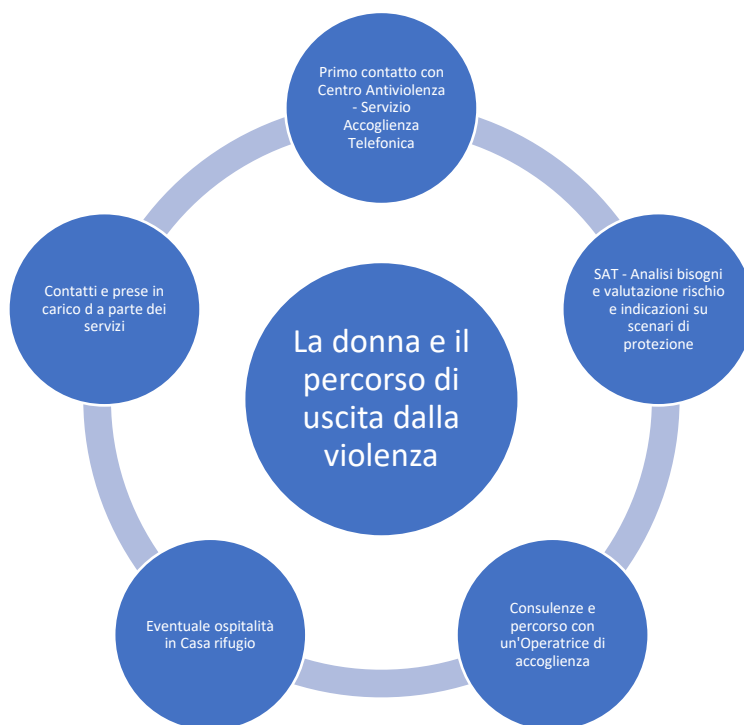 Primo contatto con
Centro Antiviolenza
- Servizio
Accoglienza
Telefonica
SAT - Analisi bisogni
e valutazione rischio
e indicazioni su
scenari di
protezione
Consulenze e
percorso con
un'Operatrice di
accoglienza
Eventuale ospitalità
in Casa rifugio
Contatti e prese in
carico d a parte dei
servizi
La donna e il
percorso di
uscita dalla
violenza